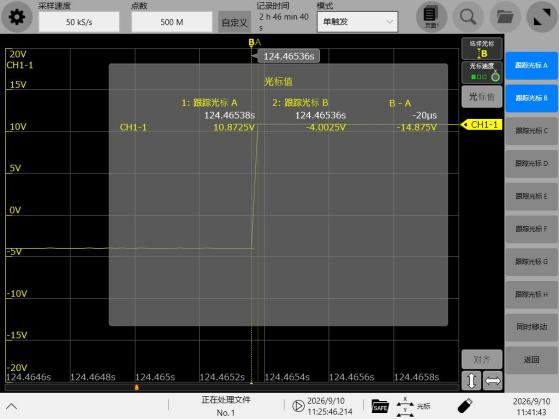 采样速度
点数
记录时间
模式
50 kS/s
500 M
自定义
2 h 46 min 40 s
单触发
BA
124.46536s
20V
CH1-1
15V
10V
5V
0V
-5V
-10V
-15V
-20V
光标值
1: 跟踪光标 A
2: 跟踪光标 B
B - A
124.46538s
124.46536s
-20μs
CH1-1
10.8725V
-4.0025V
-14.875V
CH1-1
124.4646s
124.4648s
124.465s
124.4652s
124.4654s
124.4656s
124.4658s
选择光标
B
光标速度
光标值
对齐
跟踪光标 A
跟踪光标 B
跟踪光标 C
跟踪光标 D
跟踪光标 E
跟踪光标 F
跟踪光标 G
跟踪光标 H
同时移动
返回
正在处理文件
No. 1
2026/9/10
11:25:46.214
SAFE
X
Y
光标
2026/9/10
11:41:43